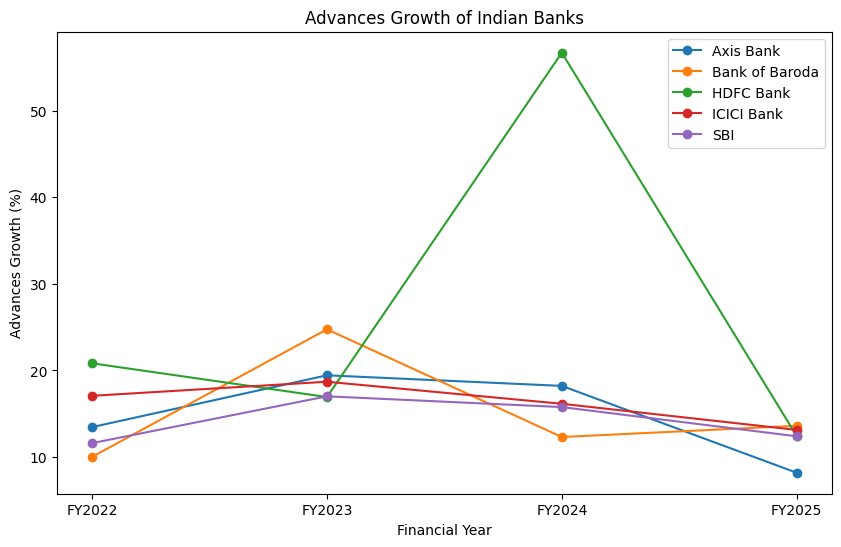 Advances Growth of Indian Banks
Axis Bank
Bank of Baroda
HDFC Bank
ICICI Bank
SBI
Advances Growth (%)
50
40
30
20
10
FY2022 FY2023 FY2024 FY2025
Financial Year